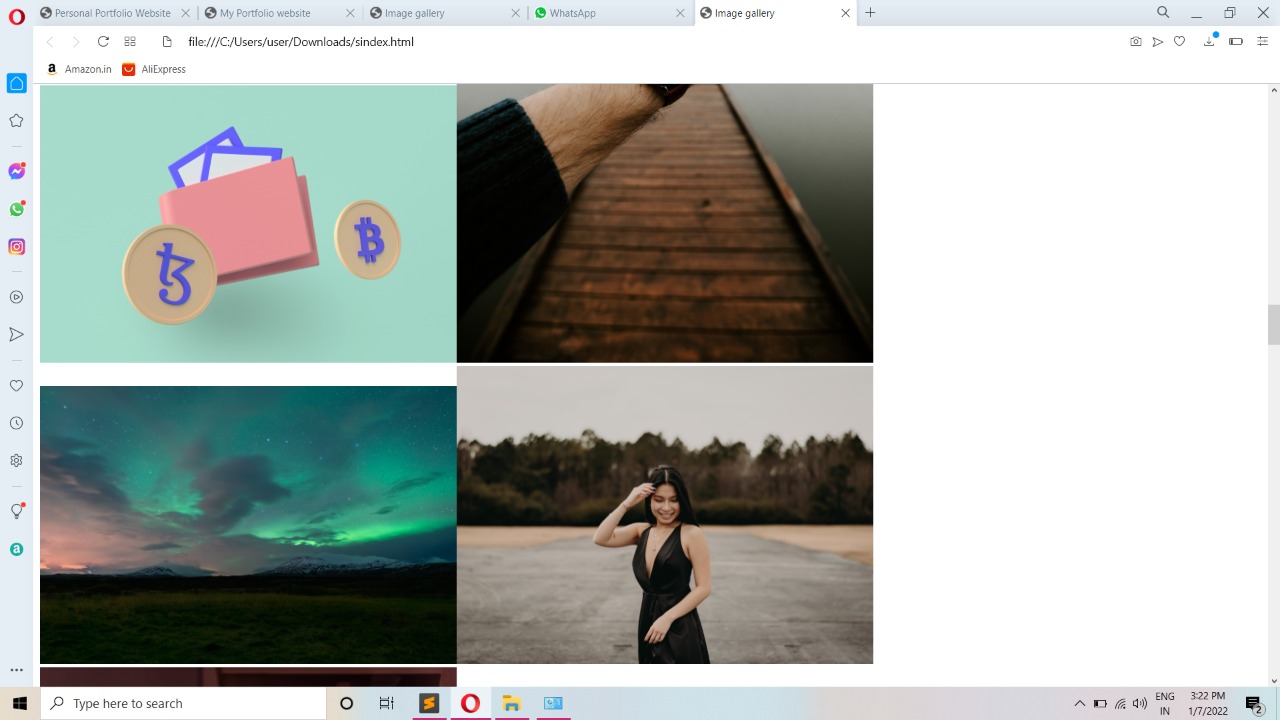 Personal Portfolio Website
My Portfolio website
Image gallery
WhatsApp
Image gallery
file:///C:/Users/user/Downloads/sindex.html
Amazon.in
AliExpress
Type here to search
ENG
IN
3:22 PM
1/7/2022
2